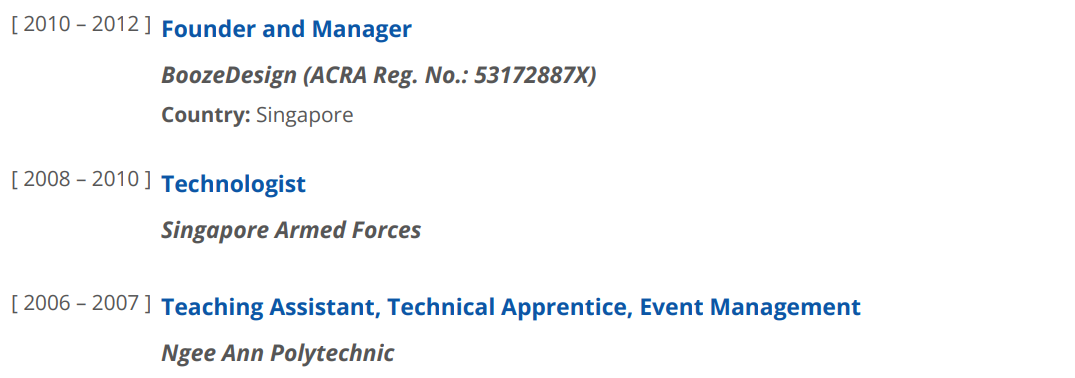 [ 2010 – 2012 ] Founder and Manager
BoozeDesign (ACRA Reg. No.: 53172887X)
Country: Singapore
[ 2008 – 2010 ] Technologist
Singapore Armed Forces
[ 2006 – 2007 ] Teaching Assistant, Technical Apprentice, Event Management
Ngee Ann Polytechnic